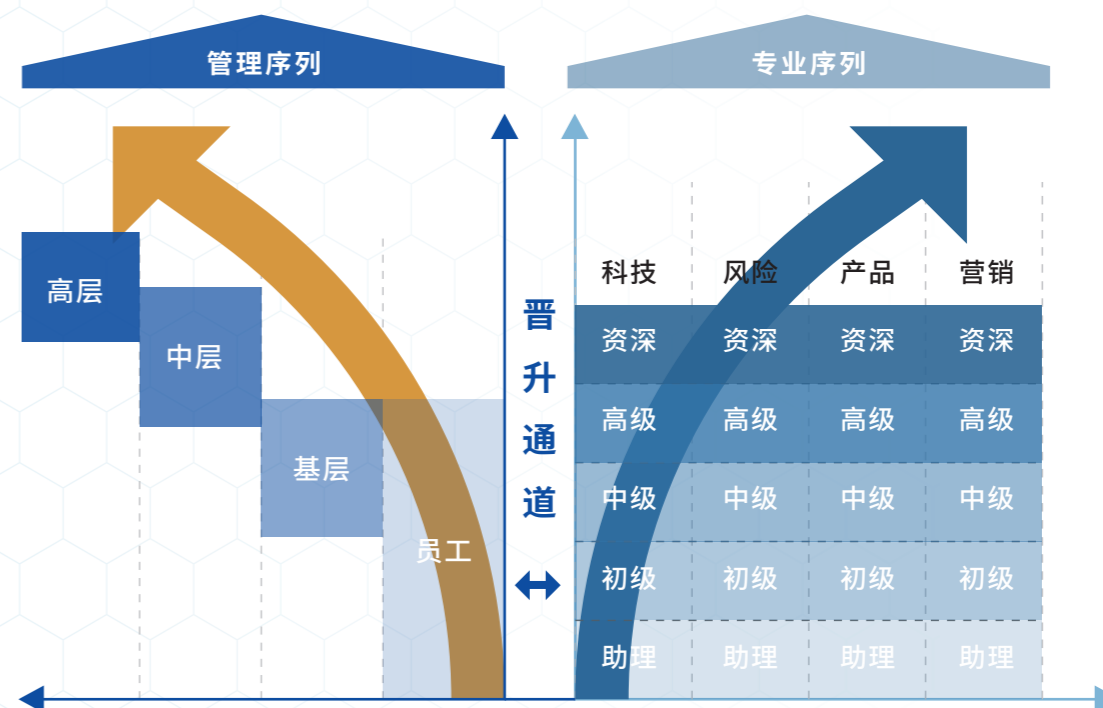 管理序列
高层
中层
基层
员工
晋升通道
专业序列
科技 风险 产品 营销
资深 资深 资深 资深
高级 高级 高级 高级
中级 中级 中级 中级
初级 初级 初级 初级
助理 助理 助理 助理